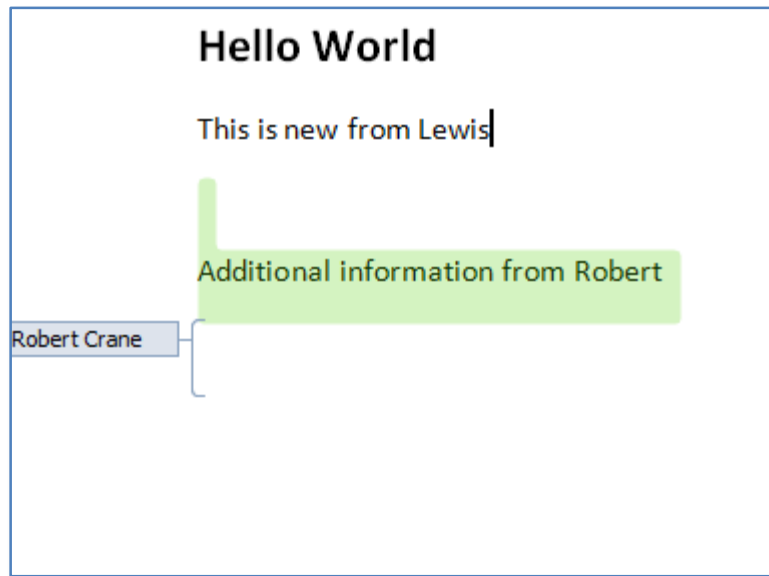 Hello World
This is new from Lewis
Additional information from Robert
Robert Crane